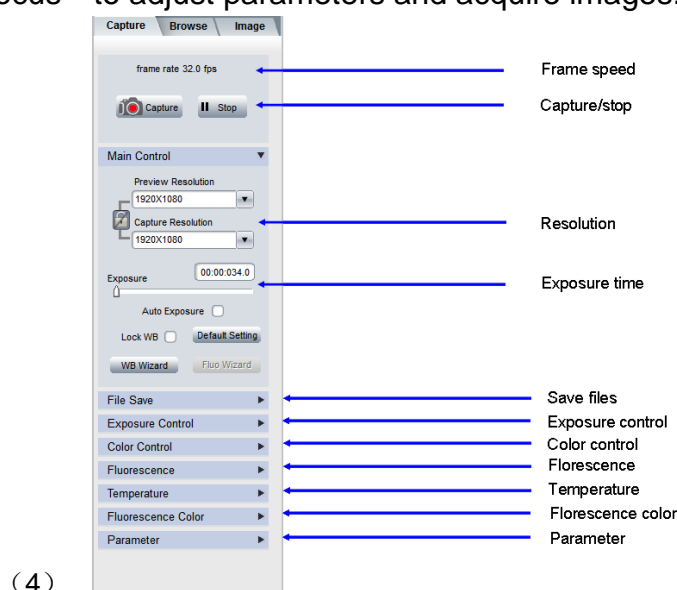 to adjust parameters and acquire images.
Capture Browse Image
frame rate 32.0 fps
Frame speed
Capture Stop
Capture/stop
Main Control
Preview Resolution
1920X1080
Capture Resolution
Resolution
1920X1080
Exposure 00:00:034.0
Exposure time
Auto Exposure
Lock WB Default Setting
WB Wizard Fluo Wizard
File Save
Save files
Exposure Control
Exposure control
Color Control
Color control
Fluorescence
Florescence
Temperature
Temperature
Fluorescence Color
Florescence color
Parameter
Parameter
（4）